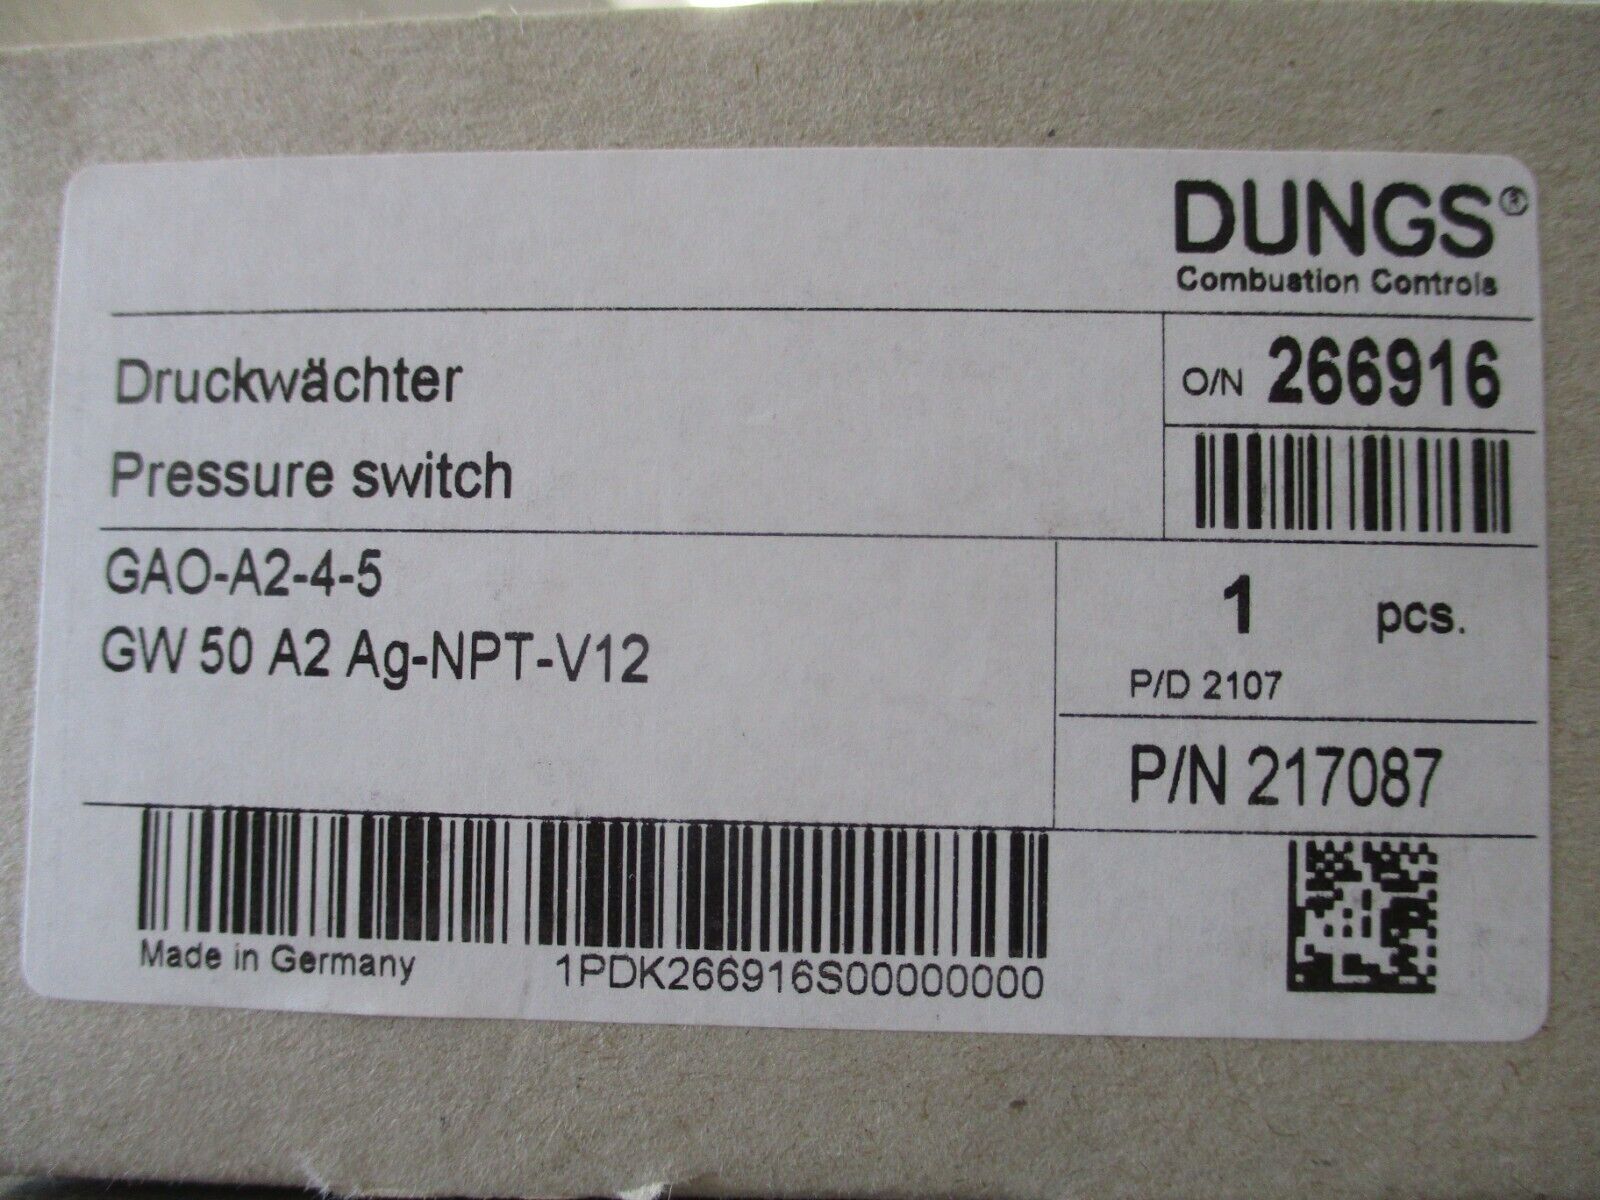 DUNGS®
Combustion Controls
Druckwächter
Pressure switch
O/N 266916
GAO-A2-4-5
GW 50 A2 Ag-NPT-V12
1 pcs.
P/D 2107
P/N 217087
Made in Germany
1PDK266916S00000000